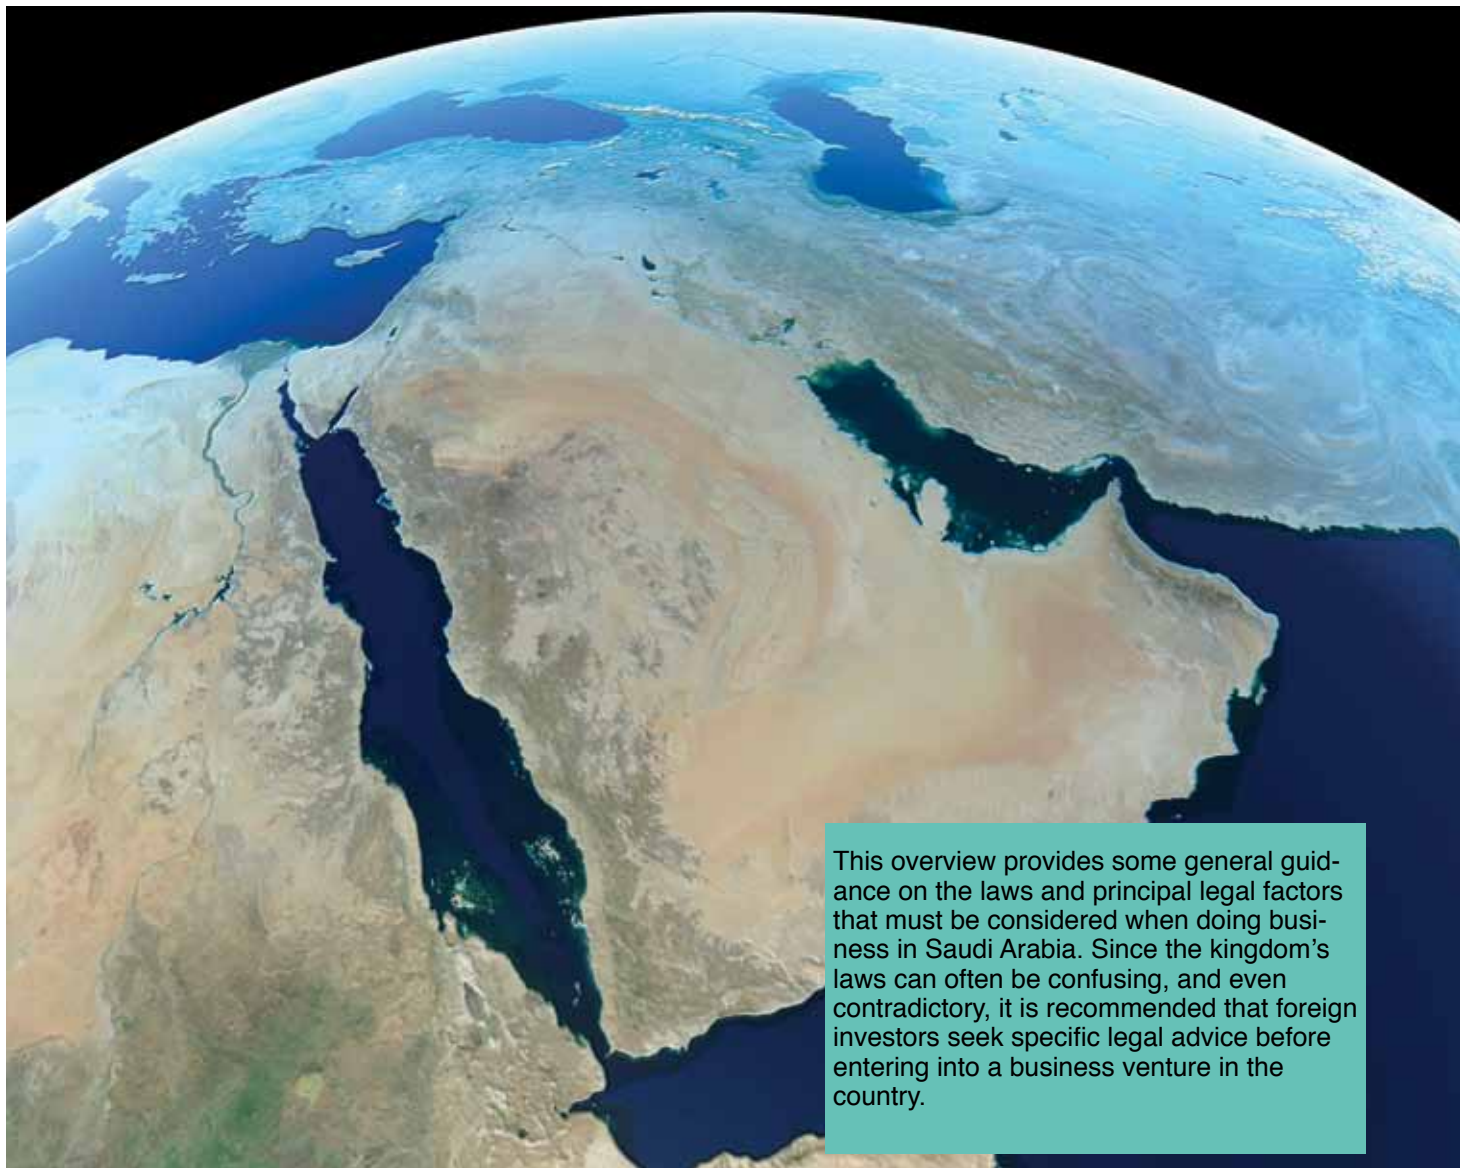 This overview provides some general guid-
ance on the laws and principal legal factors
that must be considered when doing busi-
ness in Saudi Arabia. Since the kingdom’s
laws can often be confusing, and even
contradictory, it is recommended that foreign
investors seek specific legal advice before
entering into a business venture in the
country.